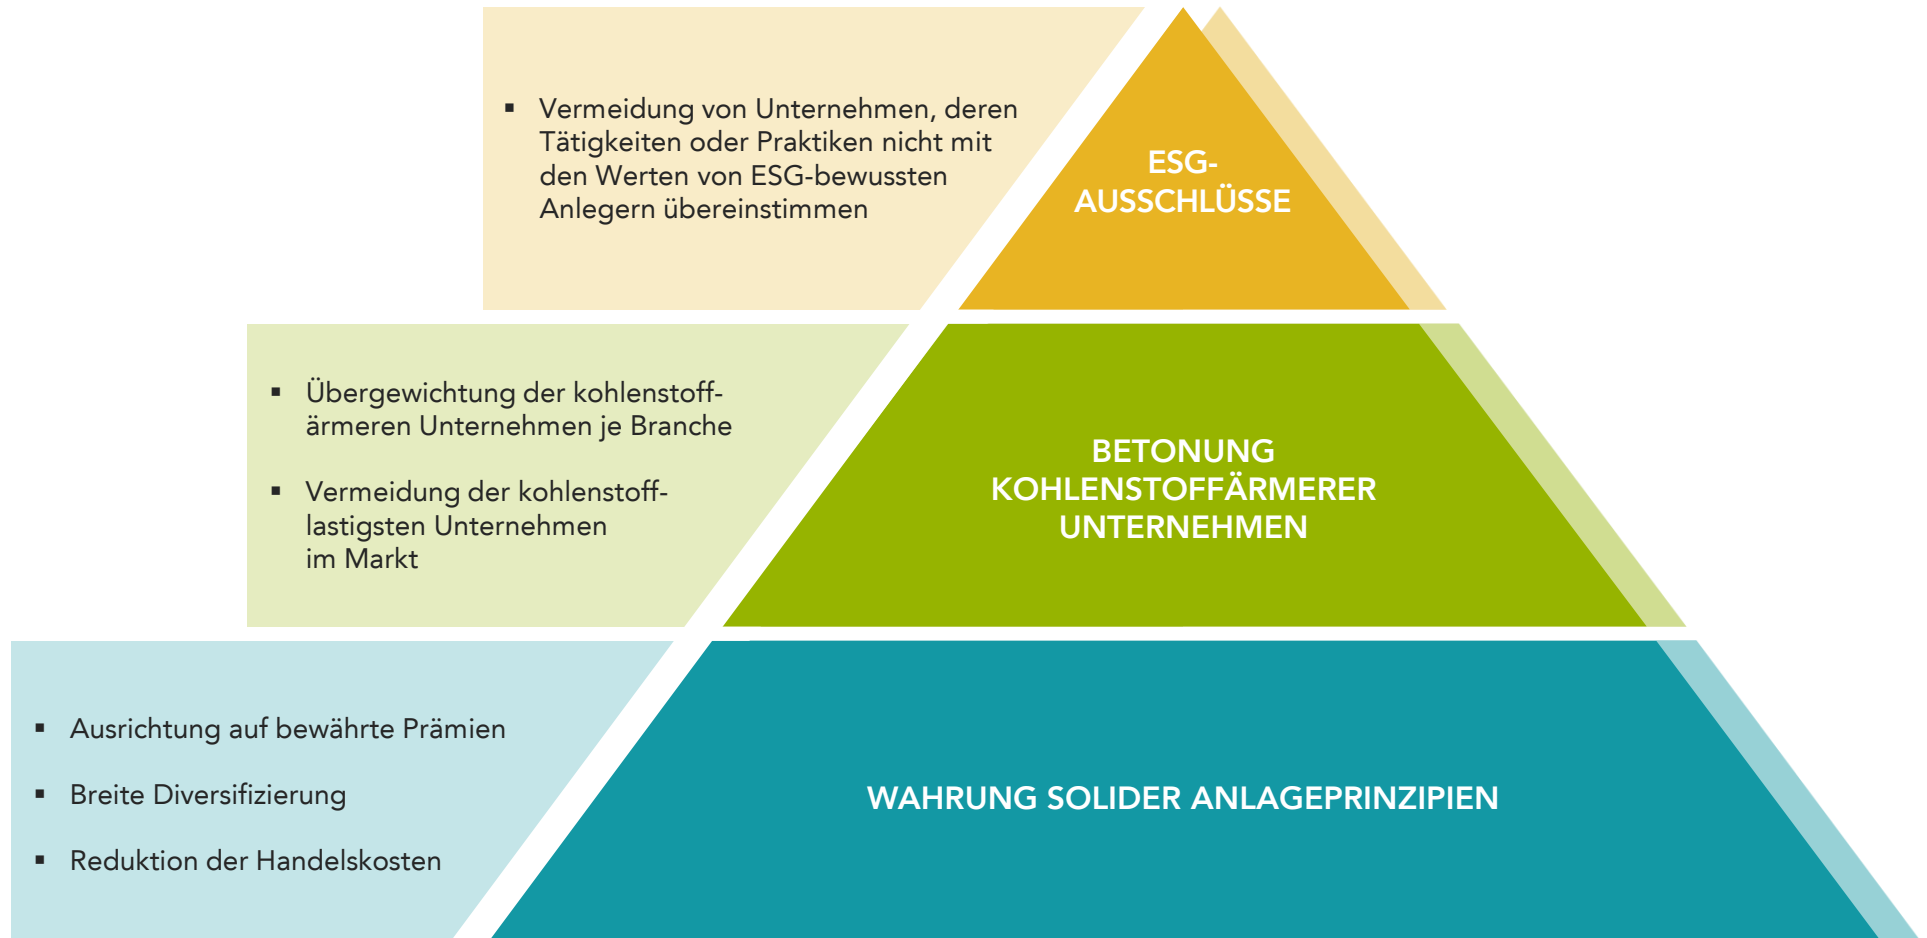 ▪ Vermeidung von Unternehmen, deren
Tätigkeiten oder Praktiken nicht mit
den Werten von ESG-bewussten
Anlegern übereinstimmen
ESG-
AUSSCHLÜSSE
▪ Übergewichtung der kohlenstoff-
ärmeren Unternehmen je Branche
▪ Vermeidung der kohlenstoff-
lastigsten Unternehmen
im Markt
BETONUNG
KOHLENSTOFFÄRMERER
UNTERNEHMEN
▪ Ausrichtung auf bewährte Prämien
▪ Breite Diversifizierung
▪ Reduktion der Handelskosten
WAHRUNG SOLIDER ANLAGEPRINZIPIEN